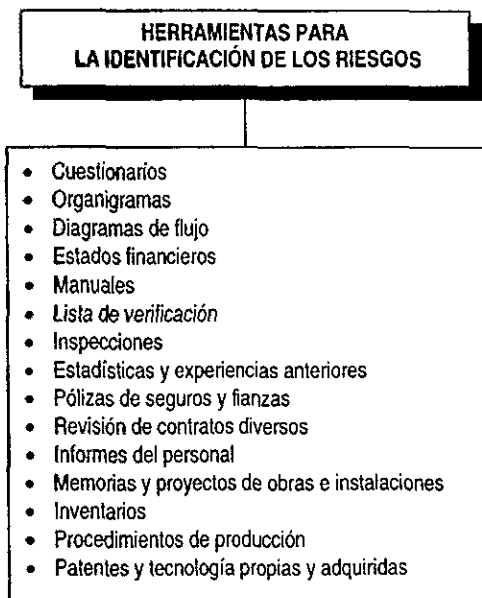 HERRAMIENTAS PARA
LA IDENTIFICACIÓN DE LOS RIESGOS
• Cuestionarios
• Organigramas
• Diagramas de flujo
• Estados financieros
• Manuales
• Lista de verificación
• Inspecciones
• Estadísticas y experiencias anteriores
• Pólizas de seguros y fianzas
• Revisión de contratos diversos
• Informes del personal
• Memorias y proyectos de obras e instalaciones
• Inventarios
• Procedimientos de producción
• Patentes y tecnología propias y adquiridas